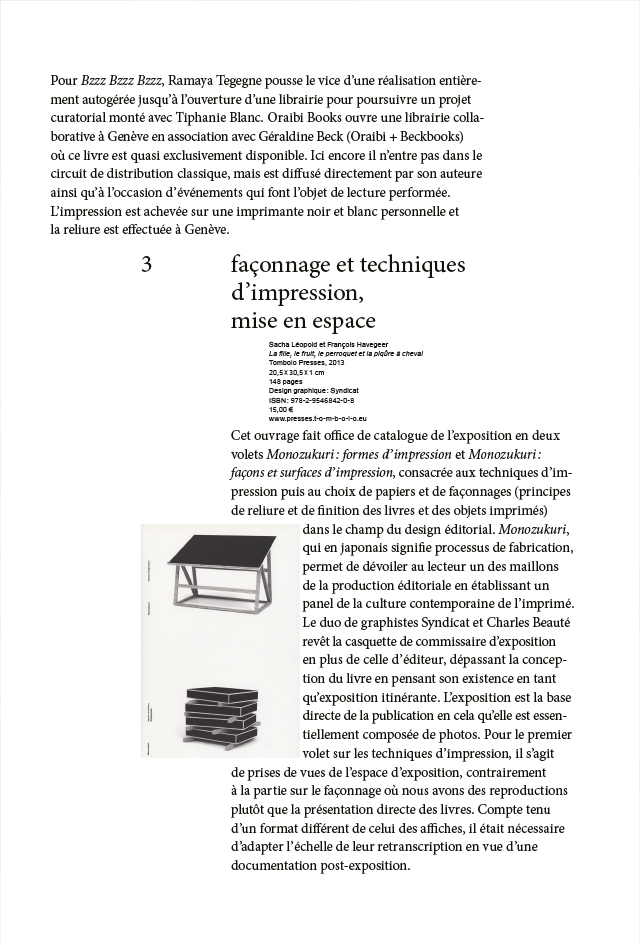 Pour Bzzz Bzzz Bzzz, Ramaya Tegegne pousse le vice d’une réalisation entière-
ment autogérée jusqu’à l’ouverture d’une librairie pour poursuivre un projet
curatorial monté avec Tiphanie Blanc. Oraibi Books ouvre une librairie colla-
borative à Genève en association avec Géraldine Beck (Oraibi + Beckbooks)
où ce livre est quasi exclusivement disponible. Ici encore il n’entre pas dans le
circuit de distribution classique, mais est diffusé directement par son auteure
ainsi qu’à l’occasion d’événements qui font l’objet de lecture performée.
L’impression est achevée sur une imprimante noir et blanc personnelle et
la reliure est effectuée à Genève.
3
façonnage et techniques
d’impression,
mise en espace
Sacha Léopold et François Havegeer
La fille, le fruit, le perroquet et la piqûre à cheval
Tombolo Presses, 2013
20,5 x 30,5 x 1 cm
148 pages
Design graphique : Syndicat
ISBN : 978-2-9546842-0-8
15,00 €
www.presses.t-o-m-b-o-l-o.eu
Cet ouvrage fait office de catalogue de l’exposition en deux
volets Monozukuri : formes d’impression et Monozukuri :
façons et surfaces d’impression, consacrée aux techniques d’im-
pression puis au choix de papiers et de façonnages (principes
de reliure et de finition des livres et des objets imprimés)
dans le champ du design éditorial. Monozukuri,
qui en japonais signifie processus de fabrication,
permet de dévoiler au lecteur un des maillons
de la production éditoriale en établissant un
panel de la culture contemporaine de l’imprimé.
Le duo de graphistes Syndicat et Charles Beauté
revêt la casquette de commissaire d’exposition
en plus de celle d’éditeur, dépassant la concep-
tion du livre en pensant son existence en tant
qu’exposition itinérante. L’exposition est la base
directe de la publication en cela qu’elle est essen-
tiellement composée de photos. Pour le premier
volet sur les techniques d’impression, il s’agit
de prises de vues de l’espace d’exposition, contrairement
à la partie sur le façonnage où nous avons des reproductions
plutôt que la présentation directe des livres. Compte tenu
d’un format différent de celui des affiches, il était nécessaire
d’adapter l’échelle de leur retranscription en vue d’une
documentation post-exposition.